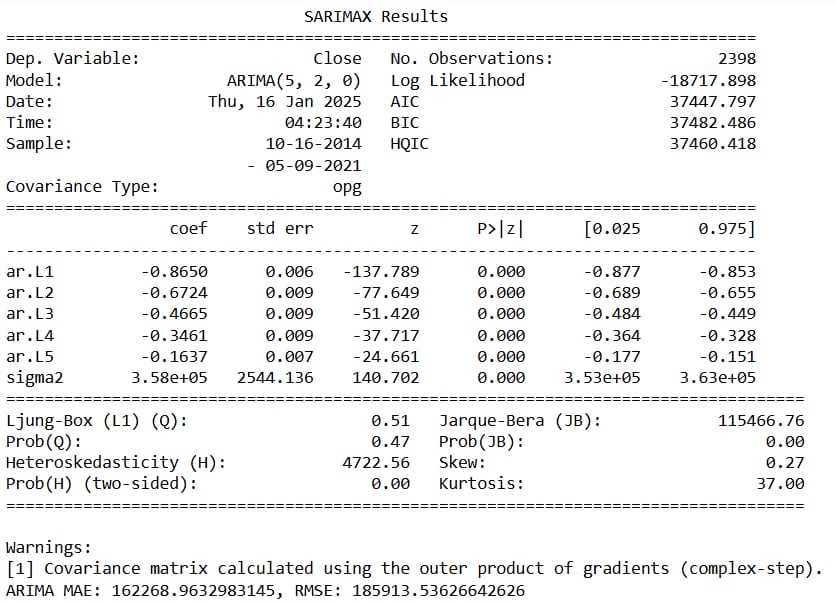 SARIMAX Results
==============================================================================
Dep. Variable:                  Close   No. Observations:                 2398
Model:                 ARIMA(5, 2, 0)   Log Likelihood              -18717.898
Date:                Thu, 16 Jan 2025   AIC                          37447.797
Time:                        04:23:40   BIC                          37482.486
Sample:                    10-16-2014   HQIC                         37460.418
                         - 05-09-2021
Covariance Type:                  opg
==============================================================================
                 coef    std err          z      P>|z|      [0.025      0.975]
------------------------------------------------------------------------------
ar.L1         -0.8650      0.006   -137.789      0.000      -0.877      -0.853
ar.L2         -0.6724      0.009    -77.649      0.000      -0.689      -0.655
ar.L3         -0.4665      0.009    -51.420      0.000      -0.484      -0.449
ar.L4         -0.3461      0.009    -37.717      0.000      -0.364      -0.328
ar.L5         -0.1637      0.007    -24.661      0.000      -0.177      -0.151
sigma2       3.58e+05   2544.136    140.702      0.000    3.53e+05    3.63e+05
===================================================================================
Ljung-Box (L1) (Q):                   0.51   Jarque-Bera (JB):            115466.76
Prob(Q):                              0.47   Prob(JB):                         0.00
Heteroskedasticity (H):            4722.56   Skew:                             0.27
Prob(H) (two-sided):                  0.00   Kurtosis:                        37.00
===================================================================================
Warnings:
[1] Covariance matrix calculated using the outer product of gradients (complex-step).
ARIMA MAE: 162268.9632983145, RMSE: 185913.53626642626